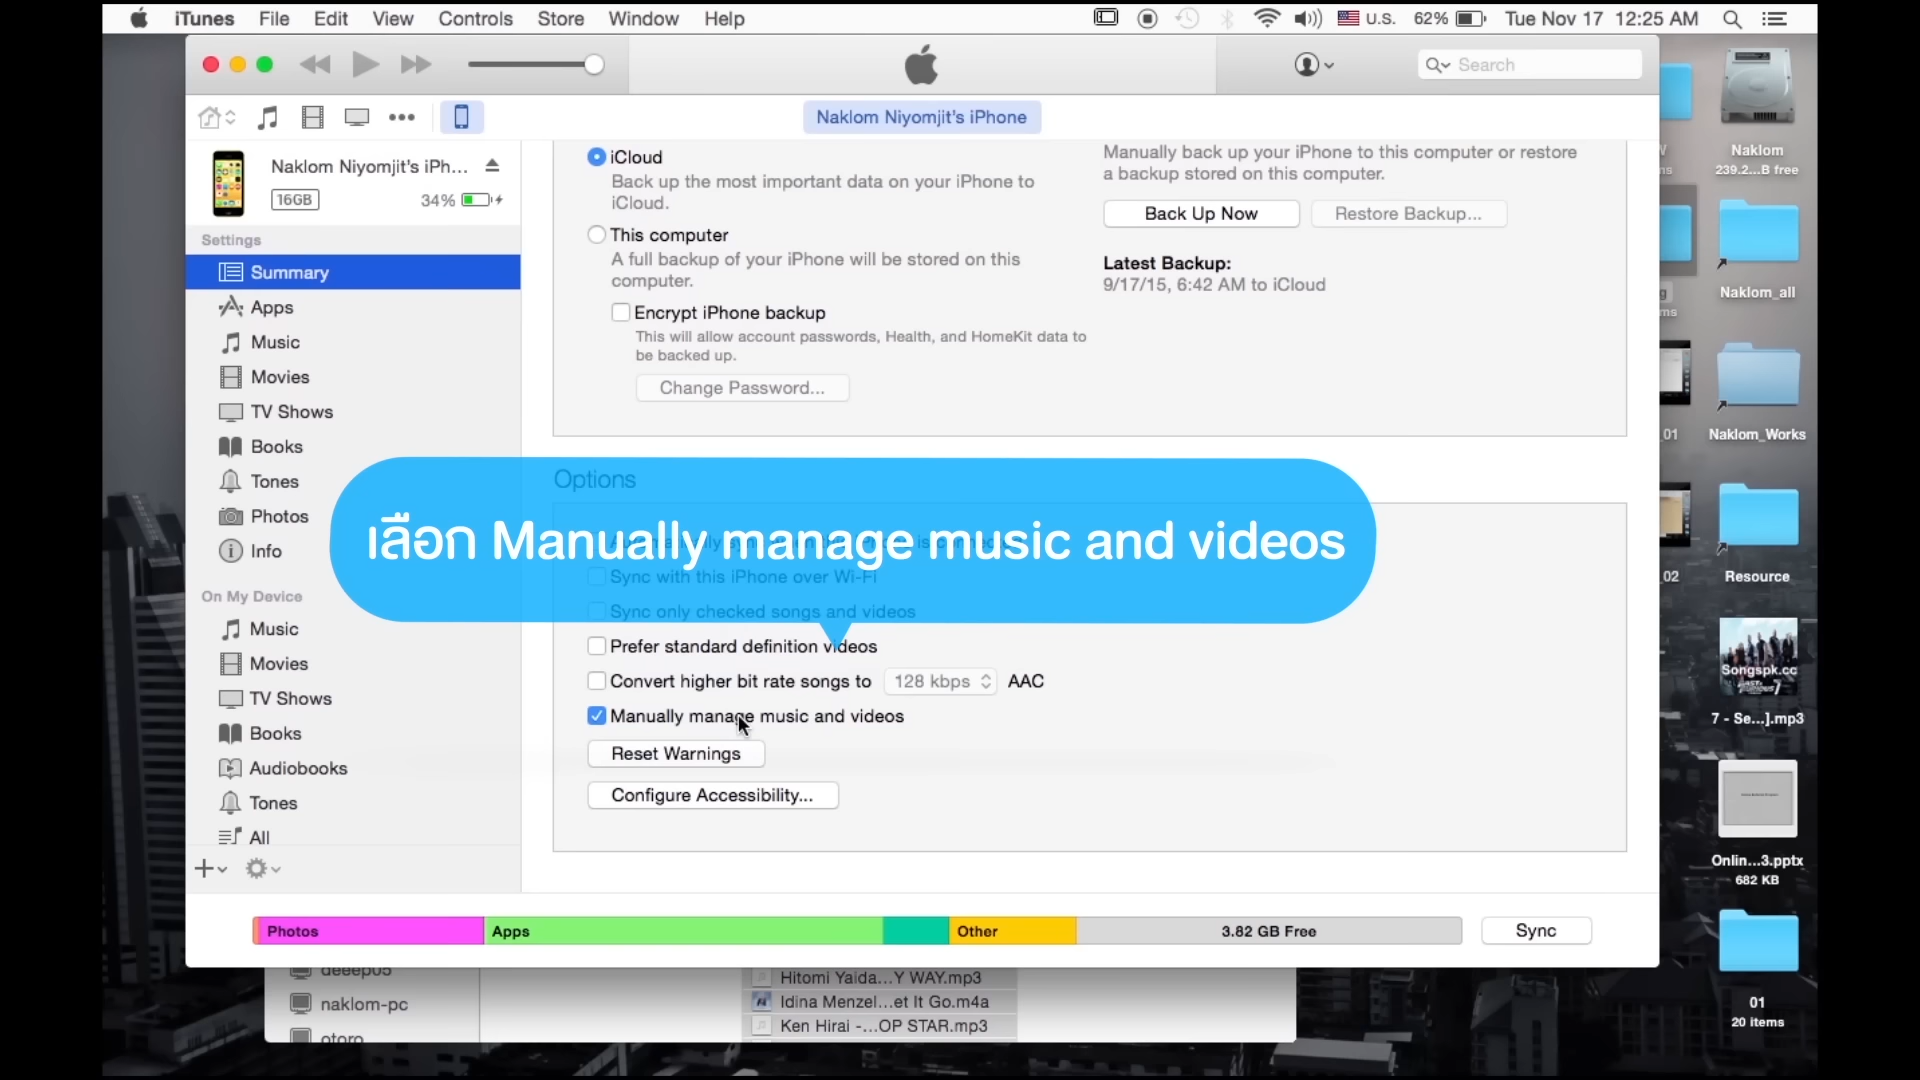 iTunes File Edit View Controls Store Window Help
U.S. 62% Tue Nov 17 12:25 AM
Search
Naklom Niyomjit's iPhone
Naklom Niyomjit's iPh...
16GB 34%
Settings
Summary
Apps
Music
Movies
TV Shows
Books
Tones
Photos
Info
On My Device
Music
Movies
TV Shows
Books
Audiobooks
Tones
All
iCloud
Back up the most important data on your iPhone to
iCloud.
This computer
A full backup of your iPhone will be stored on this
computer.
Encrypt iPhone backup
This will allow account passwords, Health, and HomeKit data to
be backed up.
Change Password...
Manually back up your iPhone to this computer or restore
a backup stored on this computer.
Back Up Now Restore Backup...
Latest Backup:
9/17/15, 6:42 AM to iCloud
Options
เลือก Manually manage music and videos
Sync with this iPhone over Wi-Fi
Sync only checked songs and videos
Prefer standard definition videos
Convert higher bit rate songs to 128 kbps AAC
Manually manage music and videos
Reset Warnings
Configure Accessibility...
Photos Apps Other 3.82 GB Free Sync
deeep05
naklom-pc
otoro
Hitomi Yaida...Y WAY.mp3
Idina Menzel...et It Go.m4a
Ken Hirai -...OP STAR.mp3
Naklom
239.2...B free
Naklom_all
Naklom_Works
Resource
Songspk.cc
7 - Se...].mp3
Onlin...3.pptx
682 KB
01
20 items
_01
_02